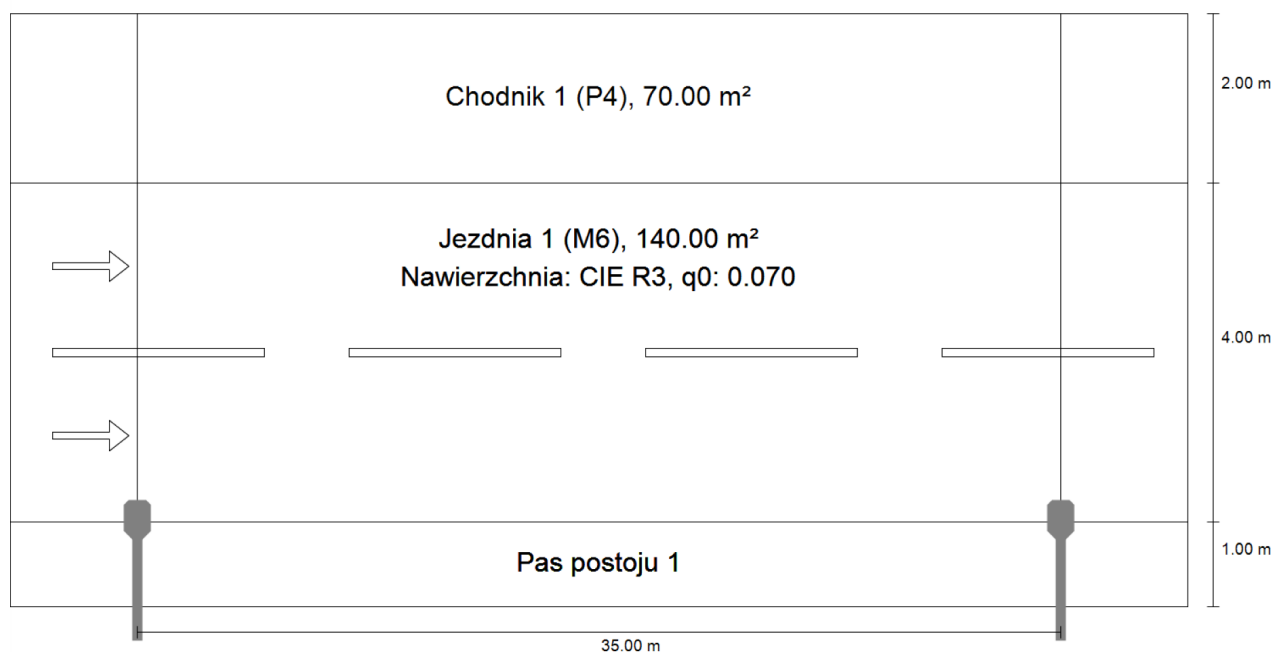 Chodnik 1 (P4), 70.00 m²
2.00 m
Jezdnia 1 (M6), 140.00 m²
Nawierzchnia: CIE R3, q0: 0.070
4.00 m
Pas postoju 1
1.00 m
35.00 m